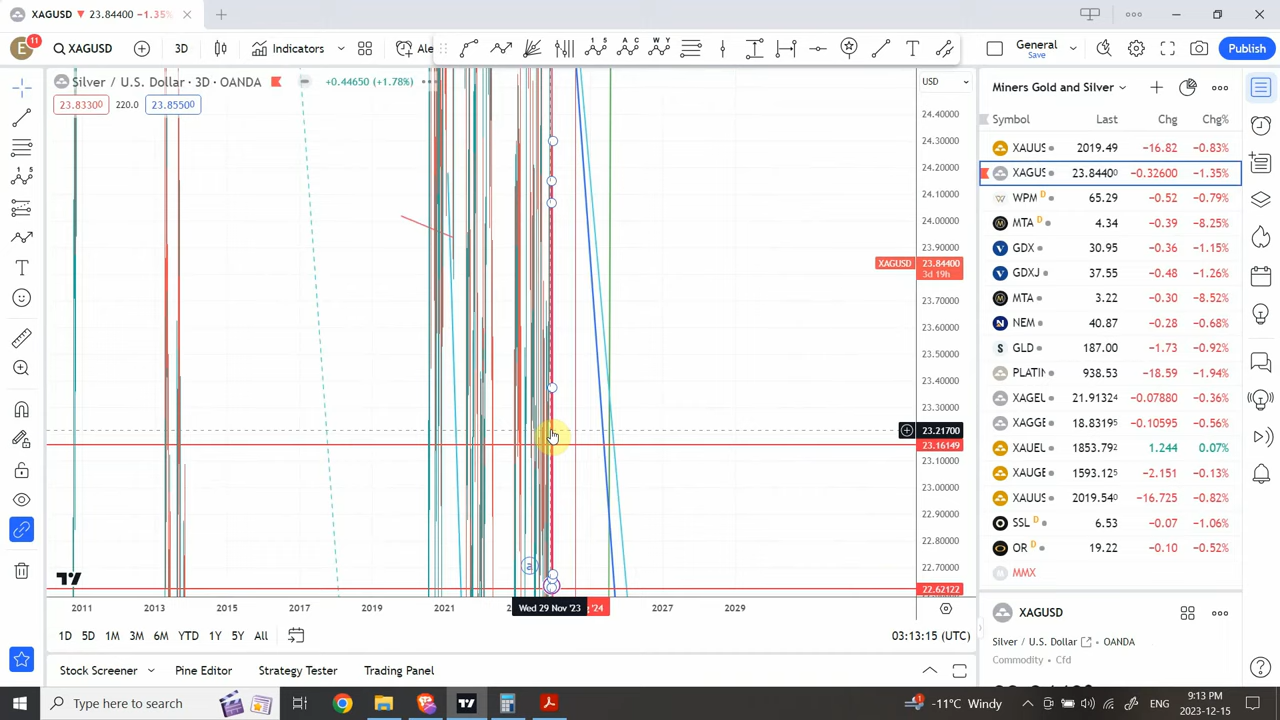 XAGUSD ▼ 23.84400 −1.35%
E 11 XAGUSD 3D Indicators Ale General Save Publish
Silver / U.S. Dollar · 3D · OANDA +0.44650 (+1.78%)
23.83300 220.0 23.85500
USD
24.40000
24.30000
24.20000
24.10000
24.00000
23.90000
XAGUSD 23.84400
3d 19h
23.70000
23.60000
23.50000
23.40000
23.30000
23.21700
23.16149
23.10000
23.00000
22.90000
22.80000
22.70000
22.62122
a
2011 2013 2015 2017 2019 2021 Wed 29 Nov '23 '24 2027 2029
1D 5D 1M 3M 6M YTD 1Y 5Y All 03:13:15 (UTC)
Stock Screener Pine Editor Strategy Tester Trading Panel
Miners Gold and Silver
Symbol Last Chg Chg%
XAUUS 2019.49 −16.82 −0.83%
XAGUS 23.8440 −0.32600 −1.35%
WPM D 65.29 −0.52 −0.79%
MTA D 4.34 −0.39 −8.25%
GDX 30.95 −0.36 −1.15%
GDXJ 37.55 −0.48 −1.26%
MTA 3.22 −0.30 −8.52%
NEM 40.87 −0.28 −0.68%
GLD 187.00 −1.73 −0.92%
PLATIN 938.53 −18.59 −1.94%
XAGEU 21.9132 −0.07880 −0.36%
XAGGE 18.8319 −0.10595 −0.56%
XAUEU 1853.792 1.244 0.07%
XAUGE 1593.125 −2.151 −0.13%
XAUUS 2019.540 −16.725 −0.82%
SSL D 6.53 −0.07 −1.06%
OR D 19.22 −0.10 −0.52%
MMX
XAGUSD
Silver / U.S. Dollar • OANDA
Commodity • Cfd
Type here to search
-11°C Windy
9:13 PM
2023-12-15